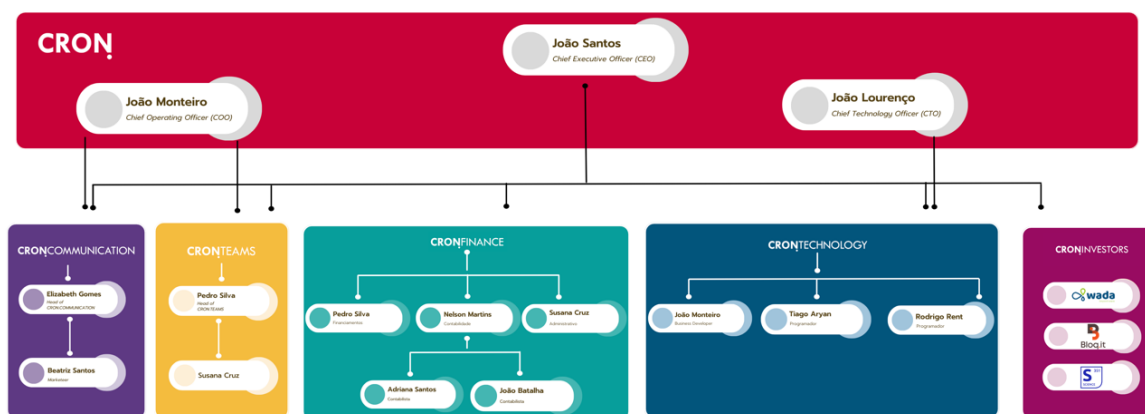 CRON
João Santos
Chief Executive Officer (CEO)
João Monteiro
Chief Operating Officer (COO)
João Lourenço
Chief Technology Officer (CTO)
CRONCOMMUNICATION
Elizabeth Gomes
Head of
CRONCOMMUNICATION
Beatriz Santos
CRONTEAMS
Pedro Silva
Head of
CRONTEAMS
Susana Cruz
CRONFINANCE
Pedro Silva
Financiamentos
Nelson Martins
Contabilidade
Susana Cruz
Administrativa
Adriana Santos
Contabilista
João Batalha
Contabilista
CRONTECHNOLOGY
João Monteiro
Business Developer
Tiago Aryan
Programador
Rodrigo Rent
Programador
CRONINVESTORS
wada
Bloq.it
S
SCIENCE